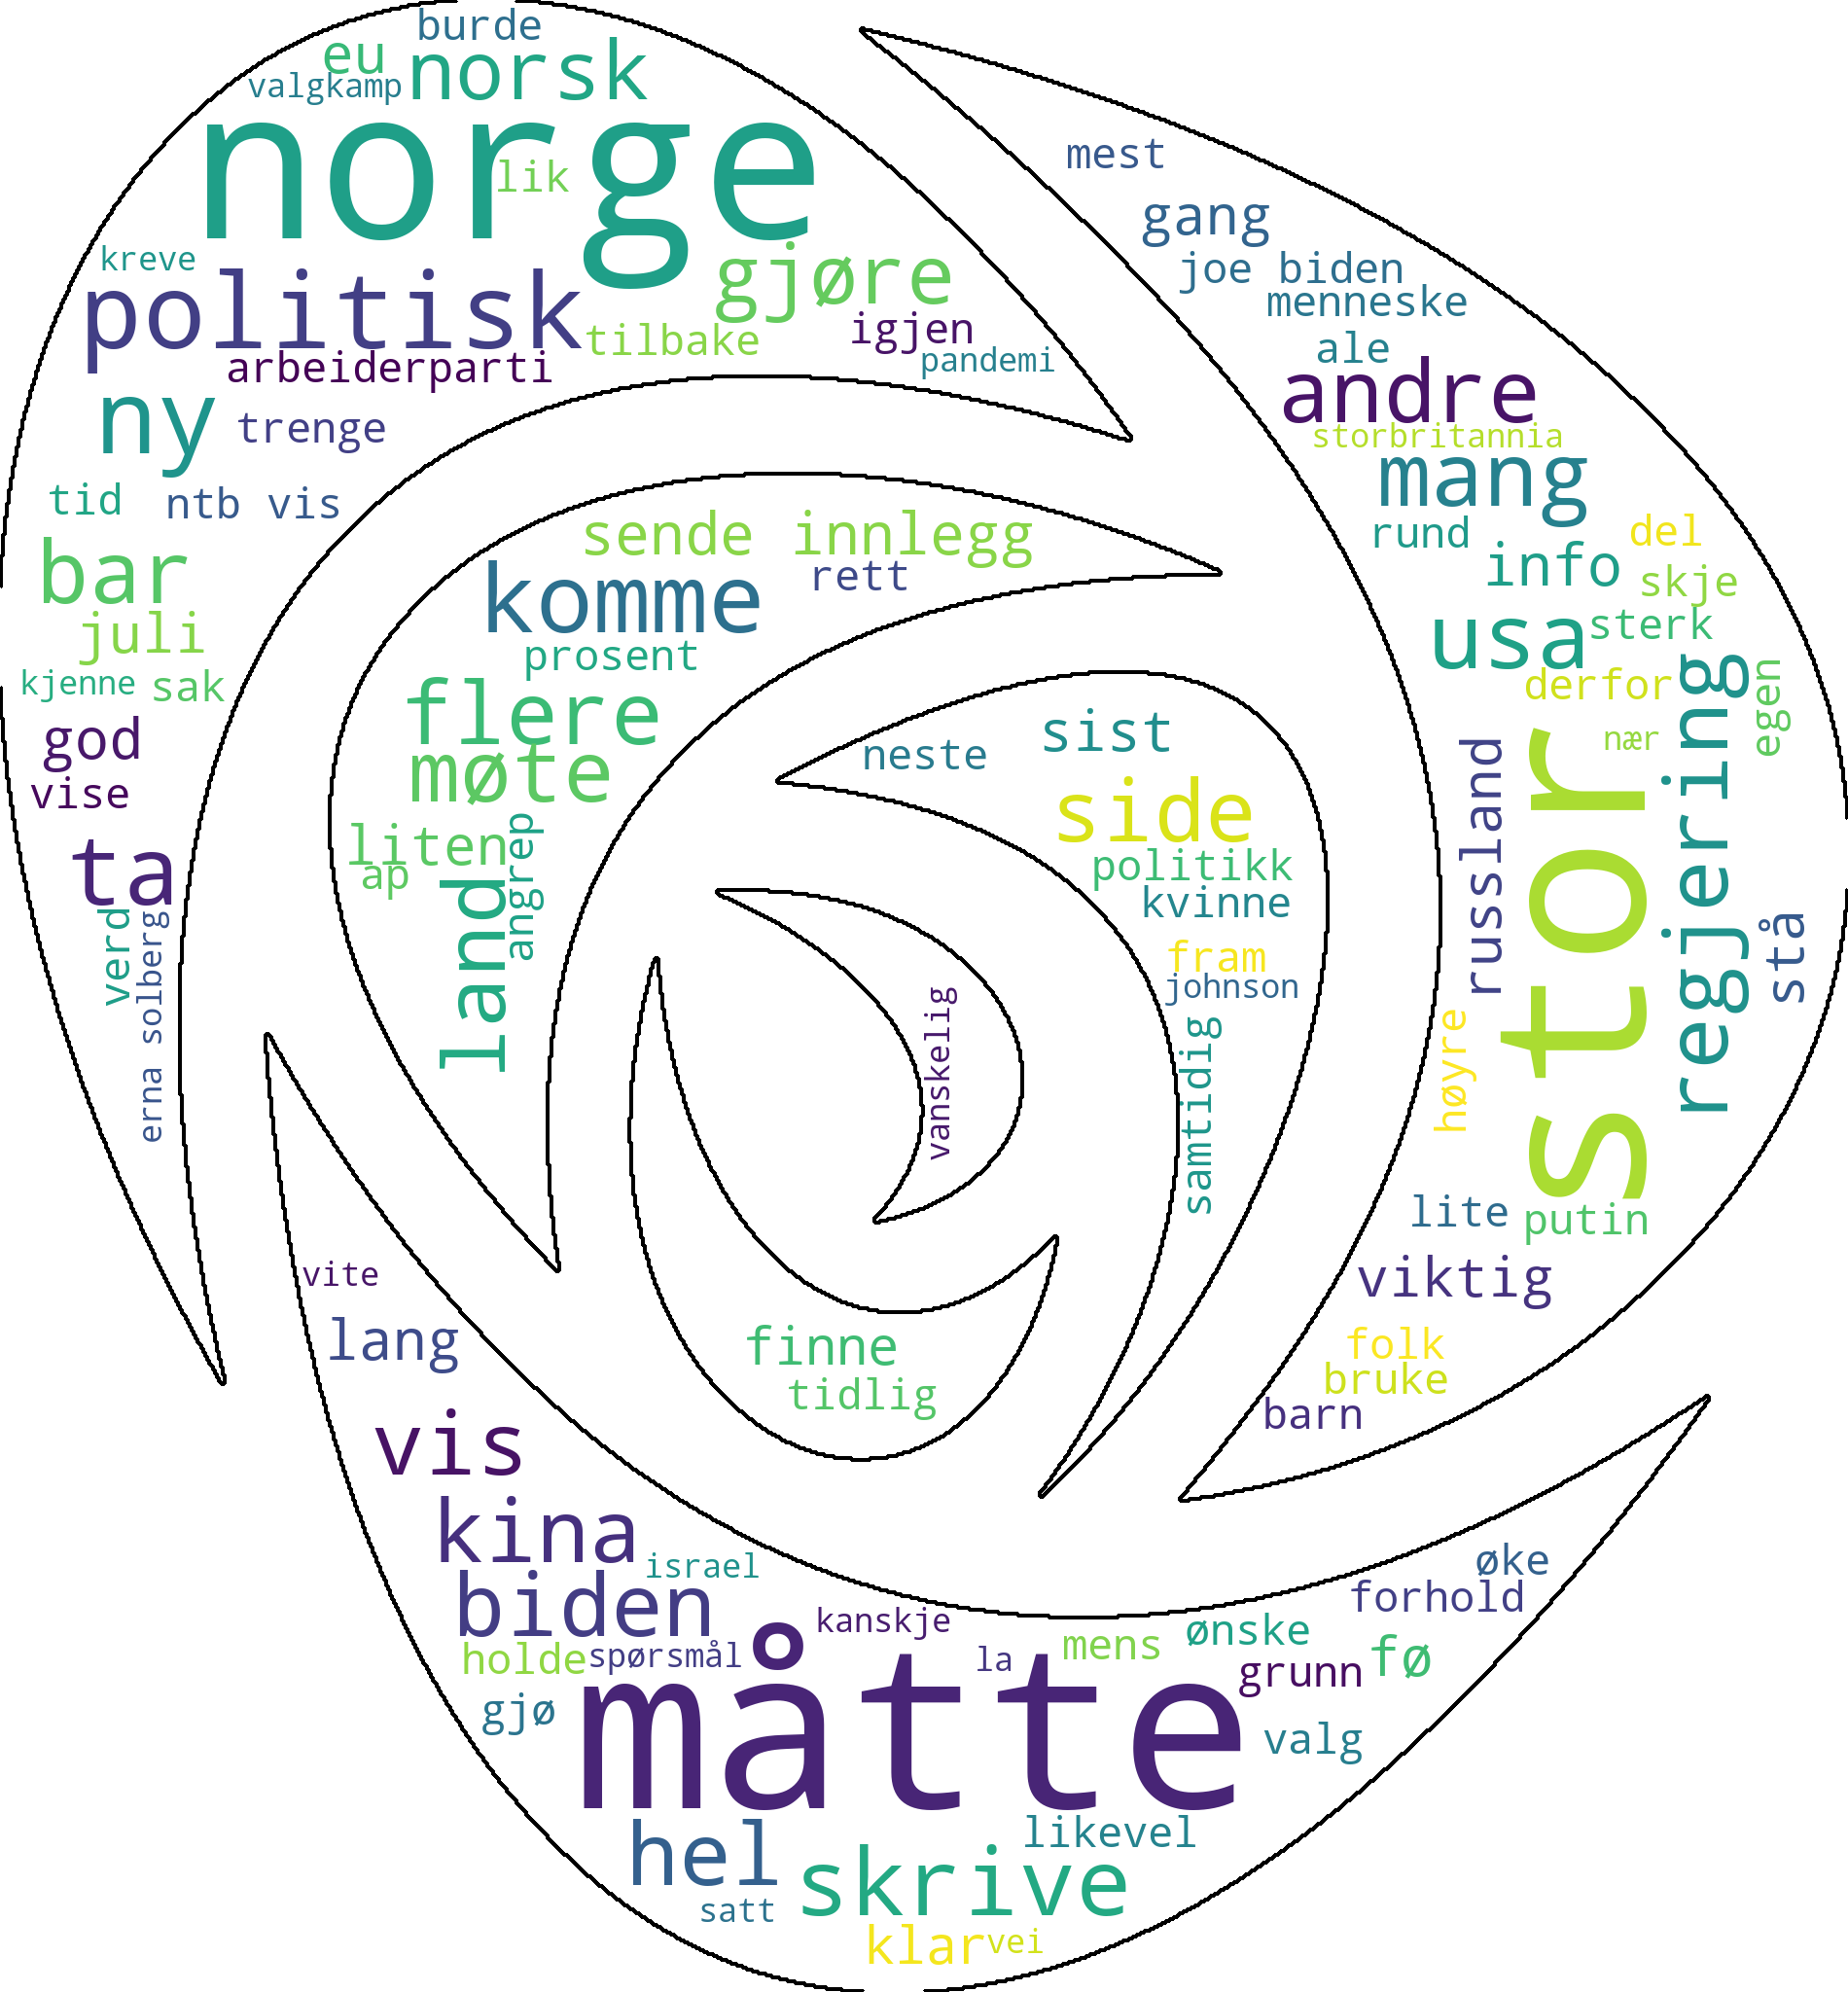 burde
eu
norsk
valgkamp
norge
lik
kreve
politisk
gjøre
tilbake
igjen
pandemi
arbeiderparti
ny
trenge
tid
ntb vis
bar
juli
kjenne
sak
god
vise
ta
verd
erna solberg
mest
gang
joe biden
menneske
ale
andre
storbritannia
mang
rund
del
info
skje
usa
sterk
derfor
egen
nær
regjering
russland
stor
stå
høyre
lite
putin
viktig
folk
bruke
barn
sende innlegg
komme
rett
prosent
flere
møte
liten
ap
angrep
land
sist
neste
side
politikk
kvinne
fram
johnson
samtidig
vanskelig
finne
tidlig
vite
lang
vis
kina
israel
biden
kanskje
holde
spørsmål
la
mens
ønske
øke
forhold
grunn
fø
gjø
måtte
valg
hel
likevel
skrive
satt
klar
vei